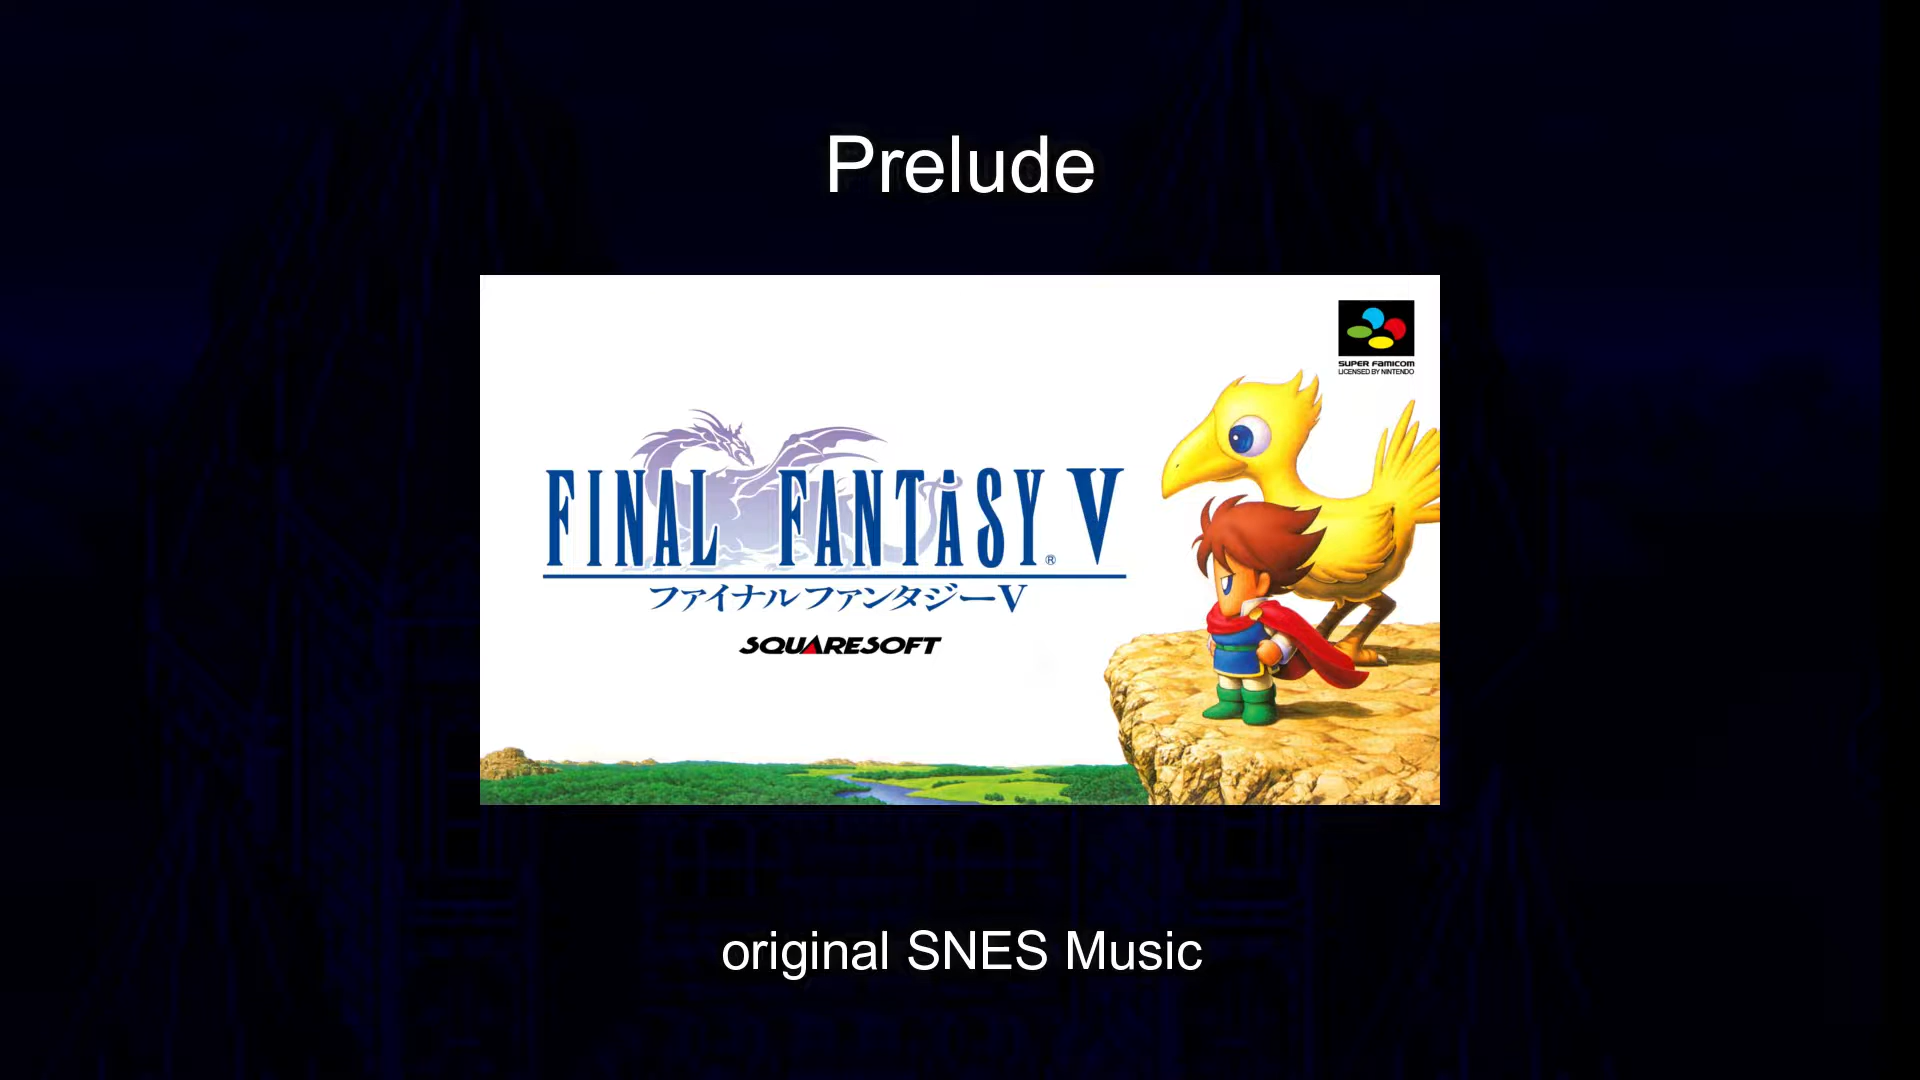 Prelude
SUPER FAMICOM
LICENSED BY NINTENDO
FINAL FANTASY® V
ファイナルファンタジーV
SQUARESOFT
original SNES Music